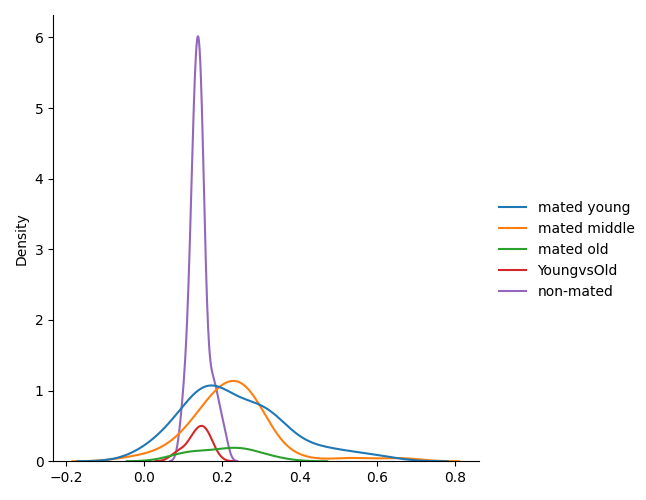 Density
6
5
4
3
2
1
0
−0.2
0.0
0.2
0.4
0.6
0.8
mated young
mated middle
mated old
YoungvsOld
non-mated